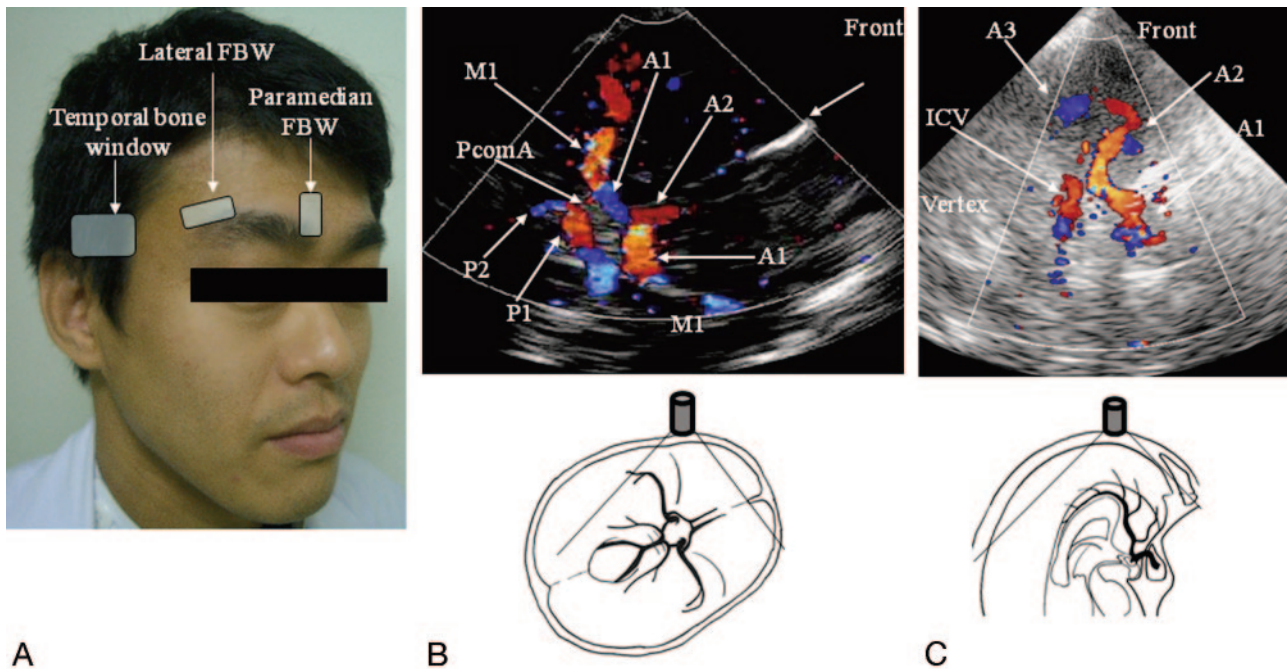 Lateral FBW
Paramedian
FBW
Temporal bone
window
A
Front
M1
A1
A2
PcomA
P2
P1
A1
M1
B
A3
Front
A2
ICV
A1
Vertex
C